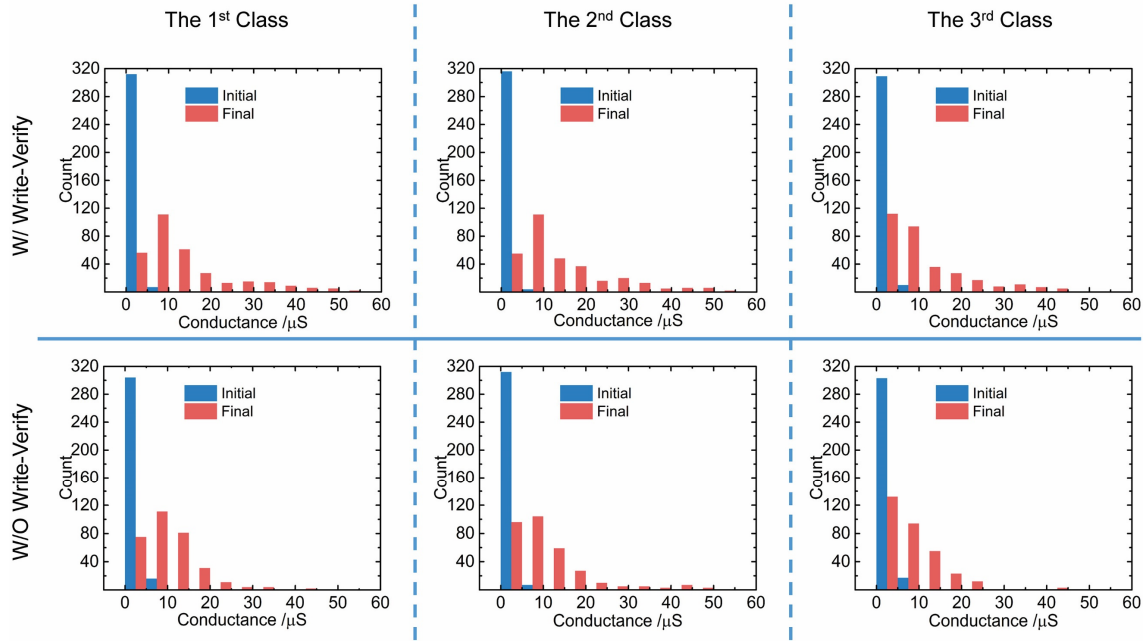 The 1st Class
The 2nd Class
The 3rd Class
W/ Write-Verify
320
280
240
200
160
120
80
40
Count
Initial
Final
0 10 20 30 40 50 60
Conductance /μS
320
280
240
200
160
120
80
40
Count
Initial
Final
0 10 20 30 40 50 60
Conductance /μS
320
280
240
200
160
120
80
40
Count
Initial
Final
0 10 20 30 40 50 60
Conductance /μS
W/O Write-Verify
320
280
240
200
160
120
80
40
Count
Initial
Final
0 10 20 30 40 50 60
Conductance /μS
320
280
240
200
160
120
80
40
Count
Initial
Final
0 10 20 30 40 50 60
Conductance /μS
320
280
240
200
160
120
80
40
Count
Initial
Final
0 10 20 30 40 50 60
Conductance /μS